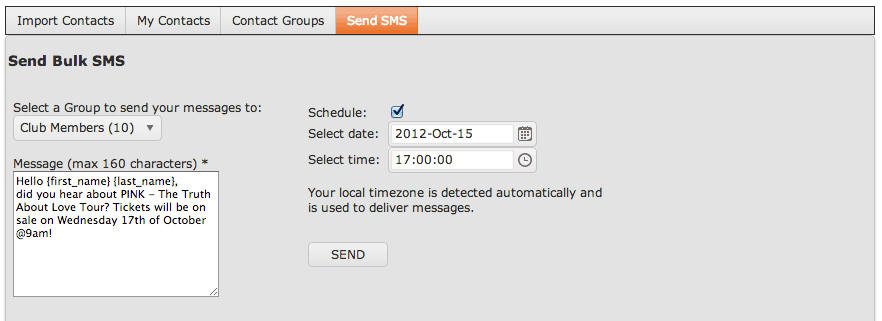 Import Contacts My Contacts Contact Groups Send SMS
Send Bulk SMS
Select a Group to send your messages to:
Club Members (10)
Message (max 160 characters) *
Hello {first_name} {last_name},
did you hear about PINK - The Truth
About Love Tour? Tickets will be on
sale on Wednesday 17th of October
@9am!
Schedule:
Select date: 2012-Oct-15
Select time: 17:00:00
Your local timezone is detected automatically and
is used to deliver messages.
SEND